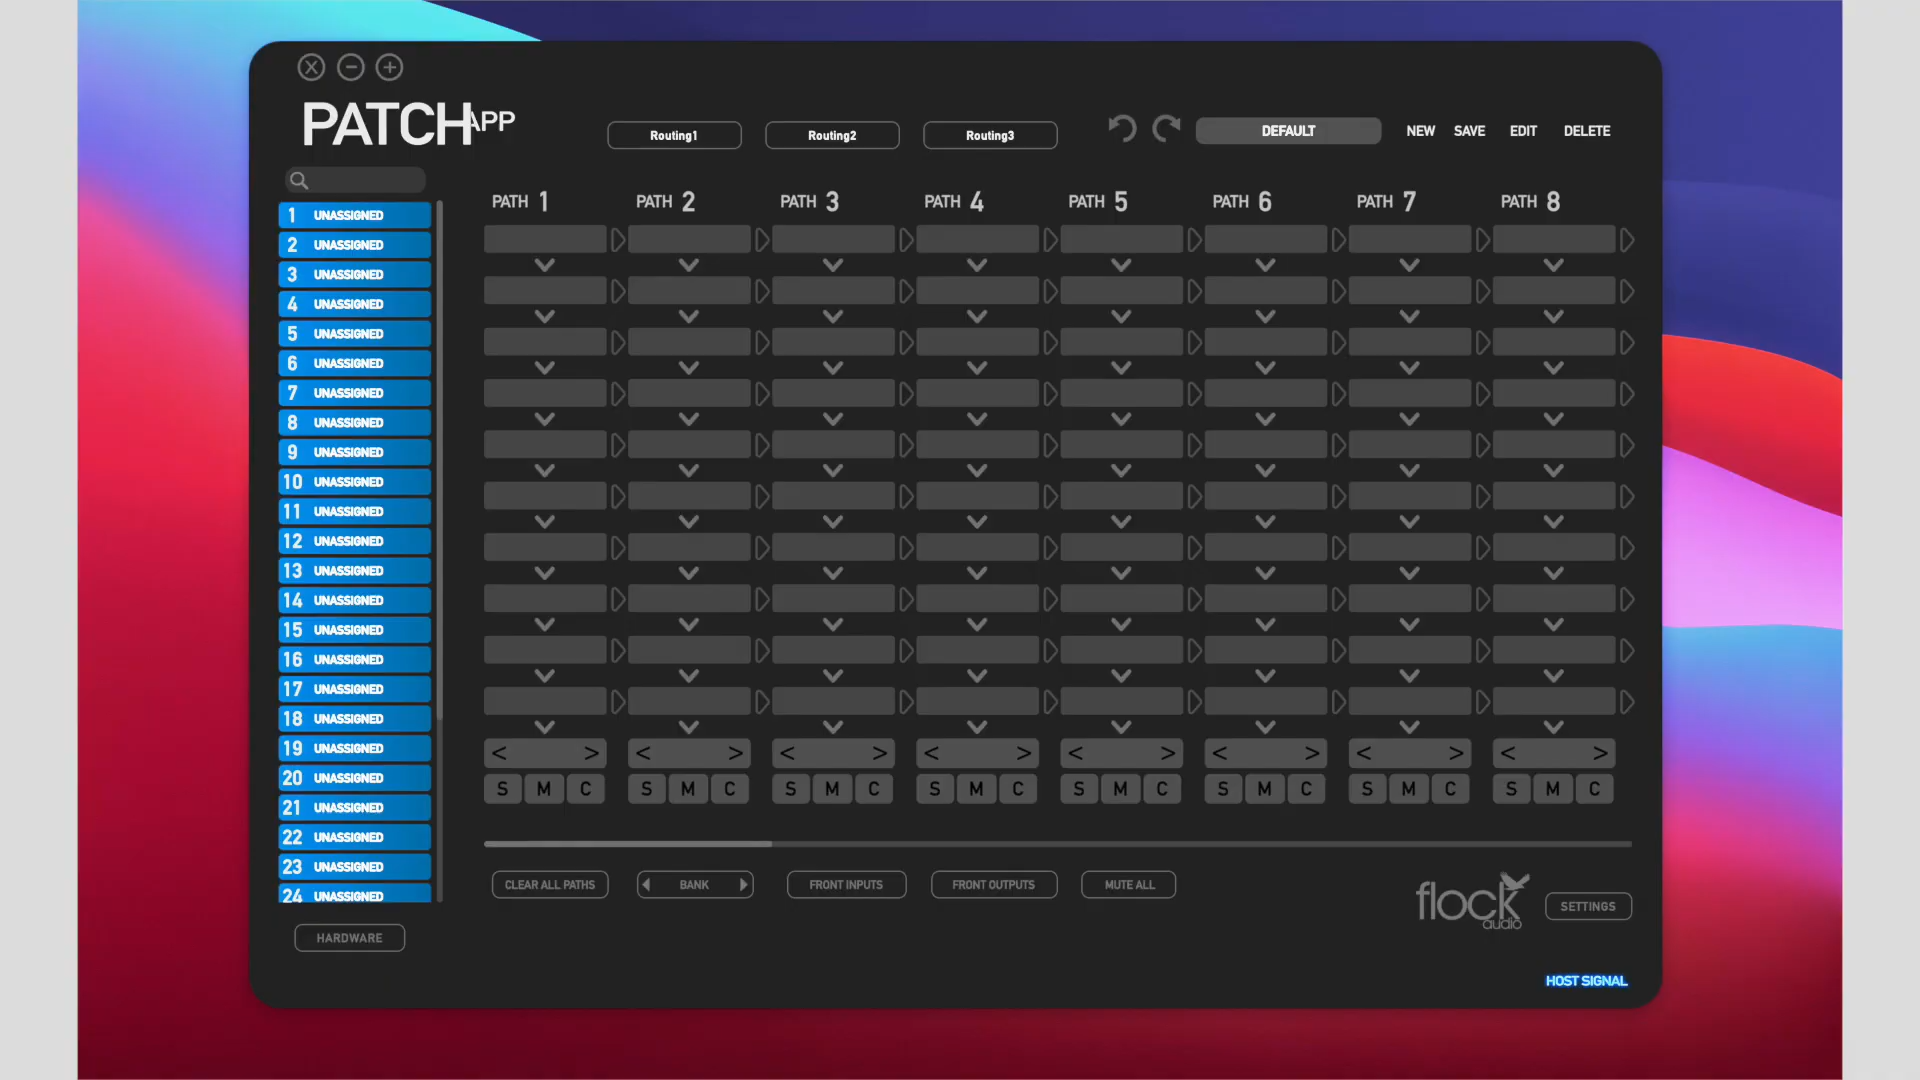 PATCH APP
Routing1 Routing2 Routing3 DEFAULT NEW SAVE EDIT DELETE
PATH 1 PATH 2 PATH 3 PATH 4 PATH 5 PATH 6 PATH 7 PATH 8
1 UNASSIGNED
2 UNASSIGNED
3 UNASSIGNED
4 UNASSIGNED
5 UNASSIGNED
6 UNASSIGNED
7 UNASSIGNED
8 UNASSIGNED
9 UNASSIGNED
10 UNASSIGNED
11 UNASSIGNED
12 UNASSIGNED
13 UNASSIGNED
14 UNASSIGNED
15 UNASSIGNED
16 UNASSIGNED
17 UNASSIGNED
18 UNASSIGNED
19 UNASSIGNED
20 UNASSIGNED
21 UNASSIGNED
22 UNASSIGNED
23 UNASSIGNED
24 UNASSIGNED
< > < > < > < > < > < > < > < >
S M C S M C S M C S M C S M C S M C S M C S M C
CLEAR ALL PATHS BANK FRONT INPUTS FRONT OUTPUTS MUTE ALL
flock audio
SETTINGS
HARDWARE
HOST SIGNAL